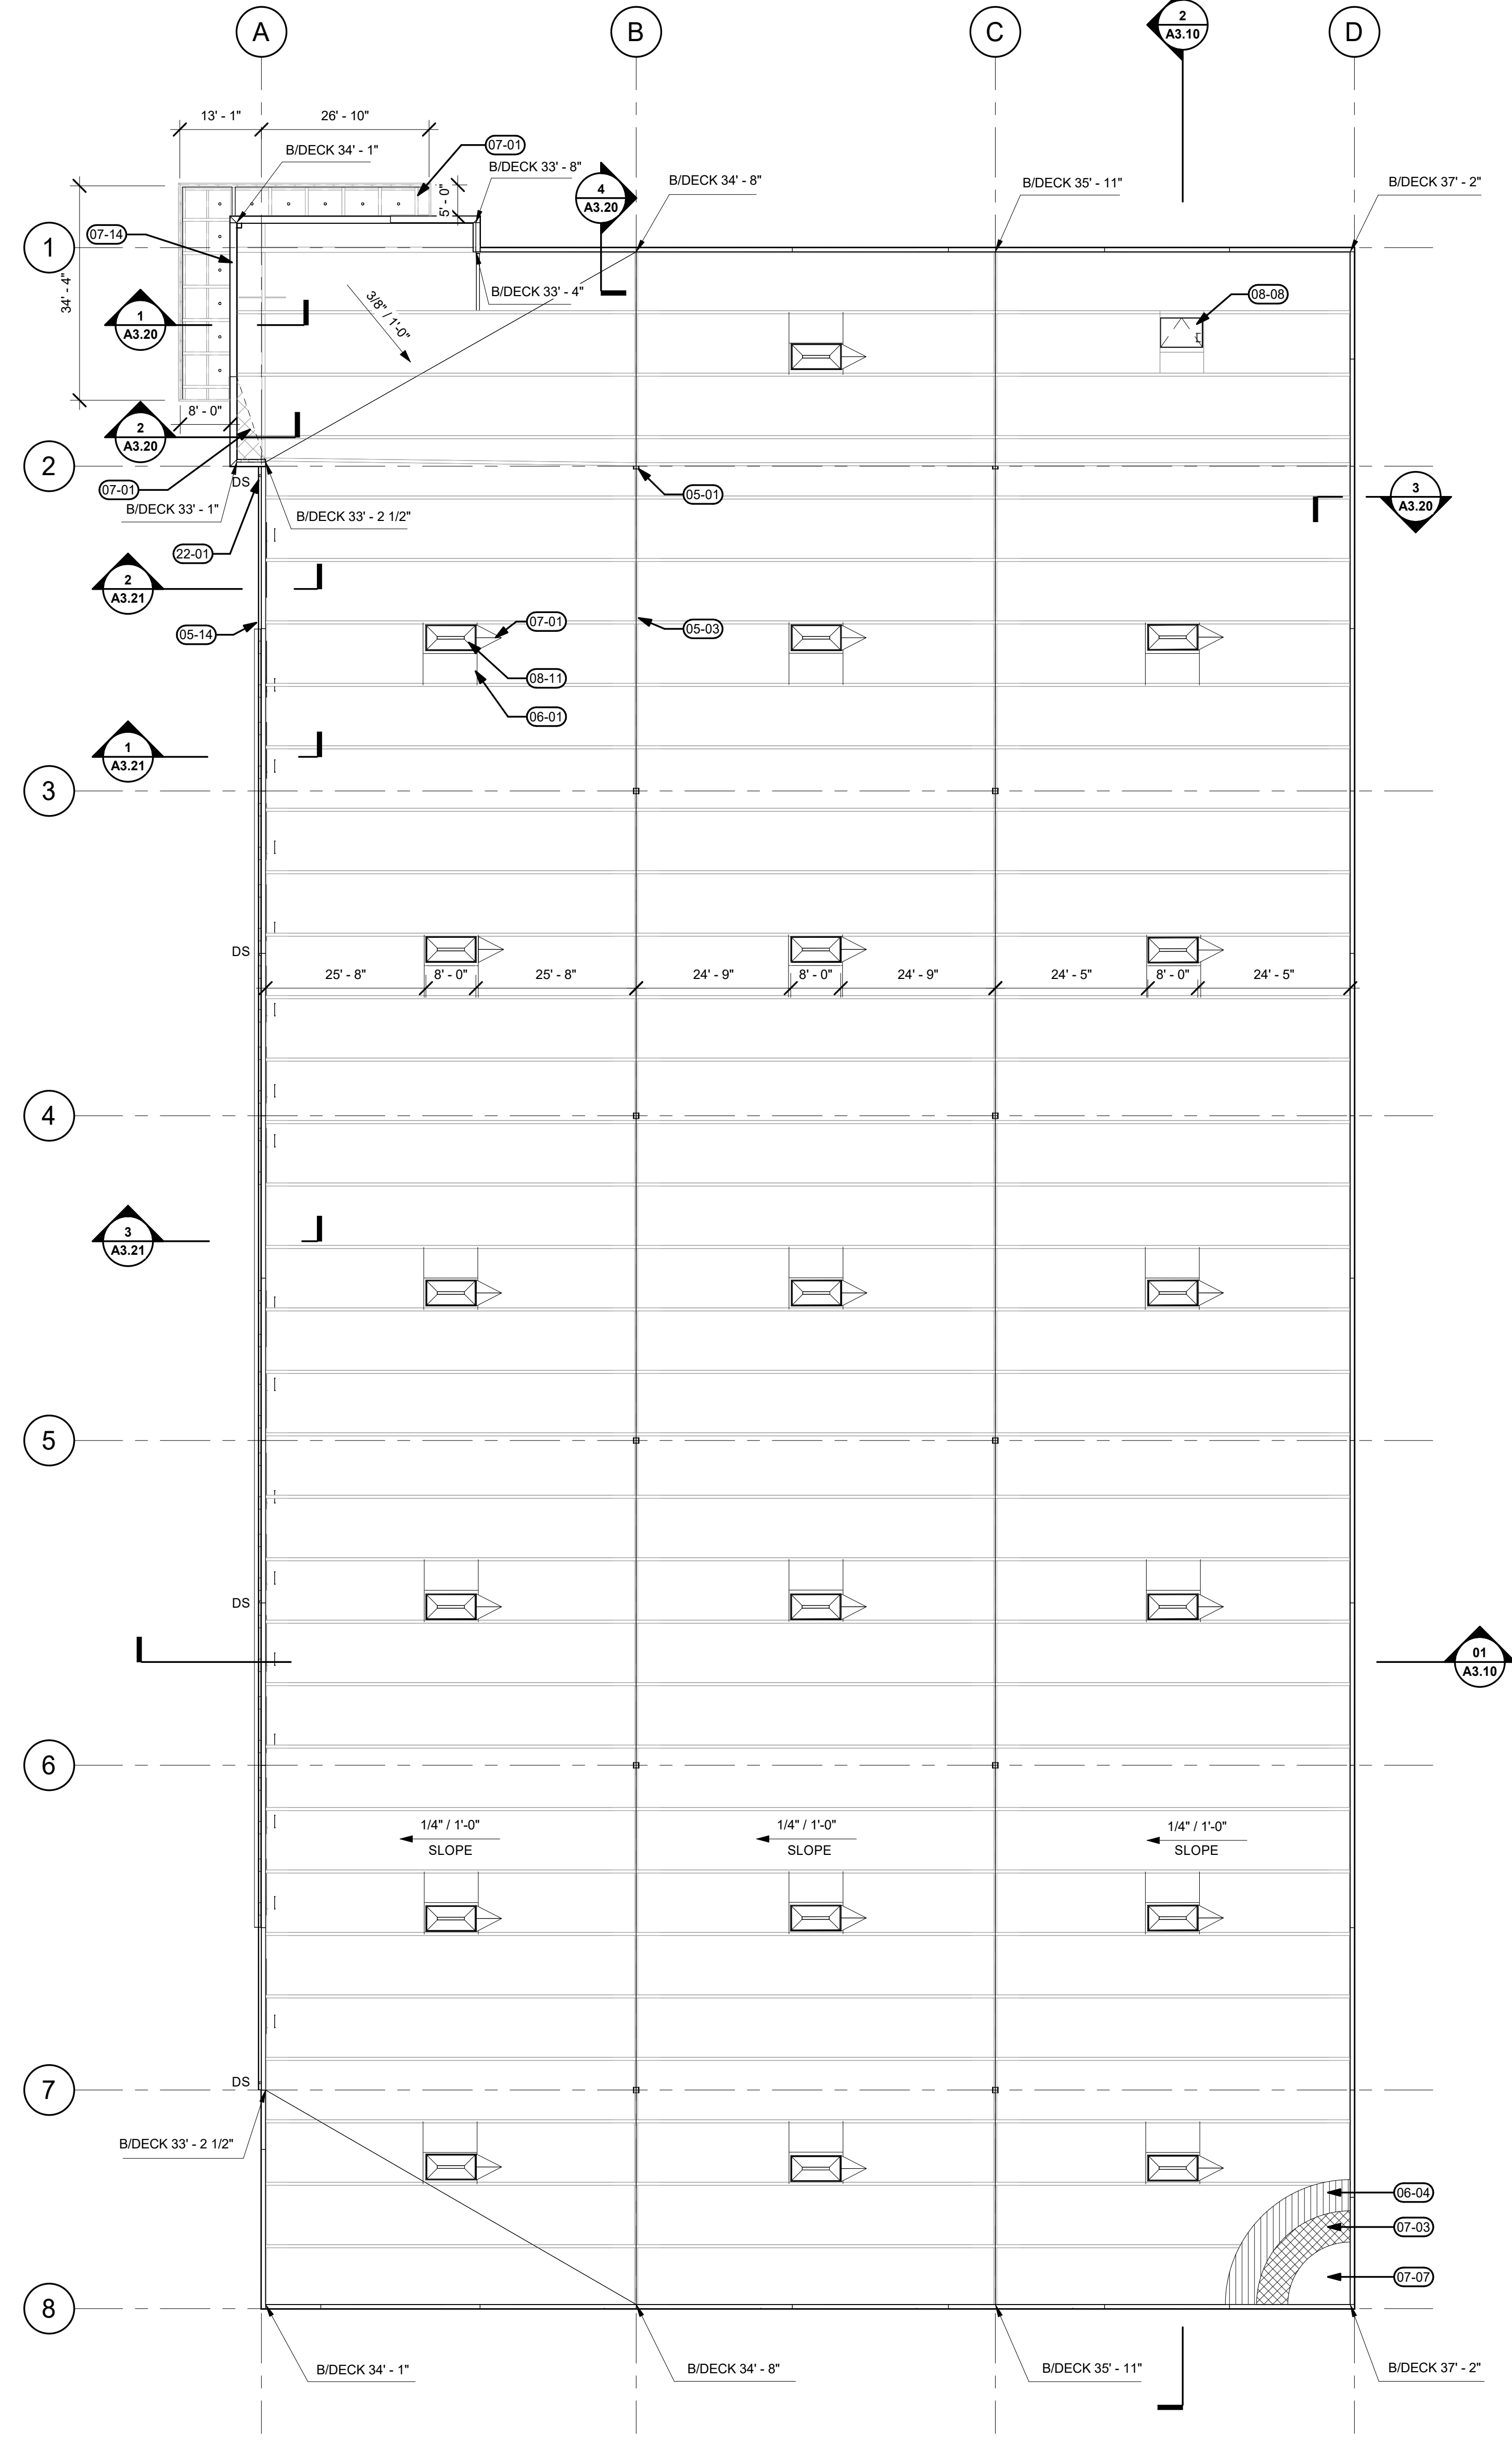 A
B
C
D
2
A3.10
13' - 1"
26' - 10"
07-01
B/DECK 34' - 1"
B/DECK 33' - 8"
B/DECK 34' - 8"
B/DECK 35' - 11"
B/DECK 37' - 2"
4
A3.20
5' - 0"
07-14
1
34' - 4"
B/DECK 33' - 4"
08-08
3/8" / 1'-0"
1
A3.20
8' - 0"
2
A3.20
2
DS
07-01
05-01
3
A3.20
B/DECK 33' - 1"
B/DECK 33' - 2 1/2"
22-01
2
A3.21
05-14
07-01
05-03
08-11
06-01
1
A3.21
3
DS
25' - 8"
8' - 0"
25' - 8"
24' - 9"
8' - 0"
24' - 9"
24' - 5"
8' - 0"
24' - 5"
4
3
A3.21
5
DS
01
A3.10
6
1/4" / 1'-0"
SLOPE
1/4" / 1'-0"
SLOPE
1/4" / 1'-0"
SLOPE
DS
7
B/DECK 33' - 2 1/2"
06-04
07-03
07-07
8
B/DECK 34' - 1"
B/DECK 34' - 8"
B/DECK 35' - 11"
B/DECK 37' - 2"